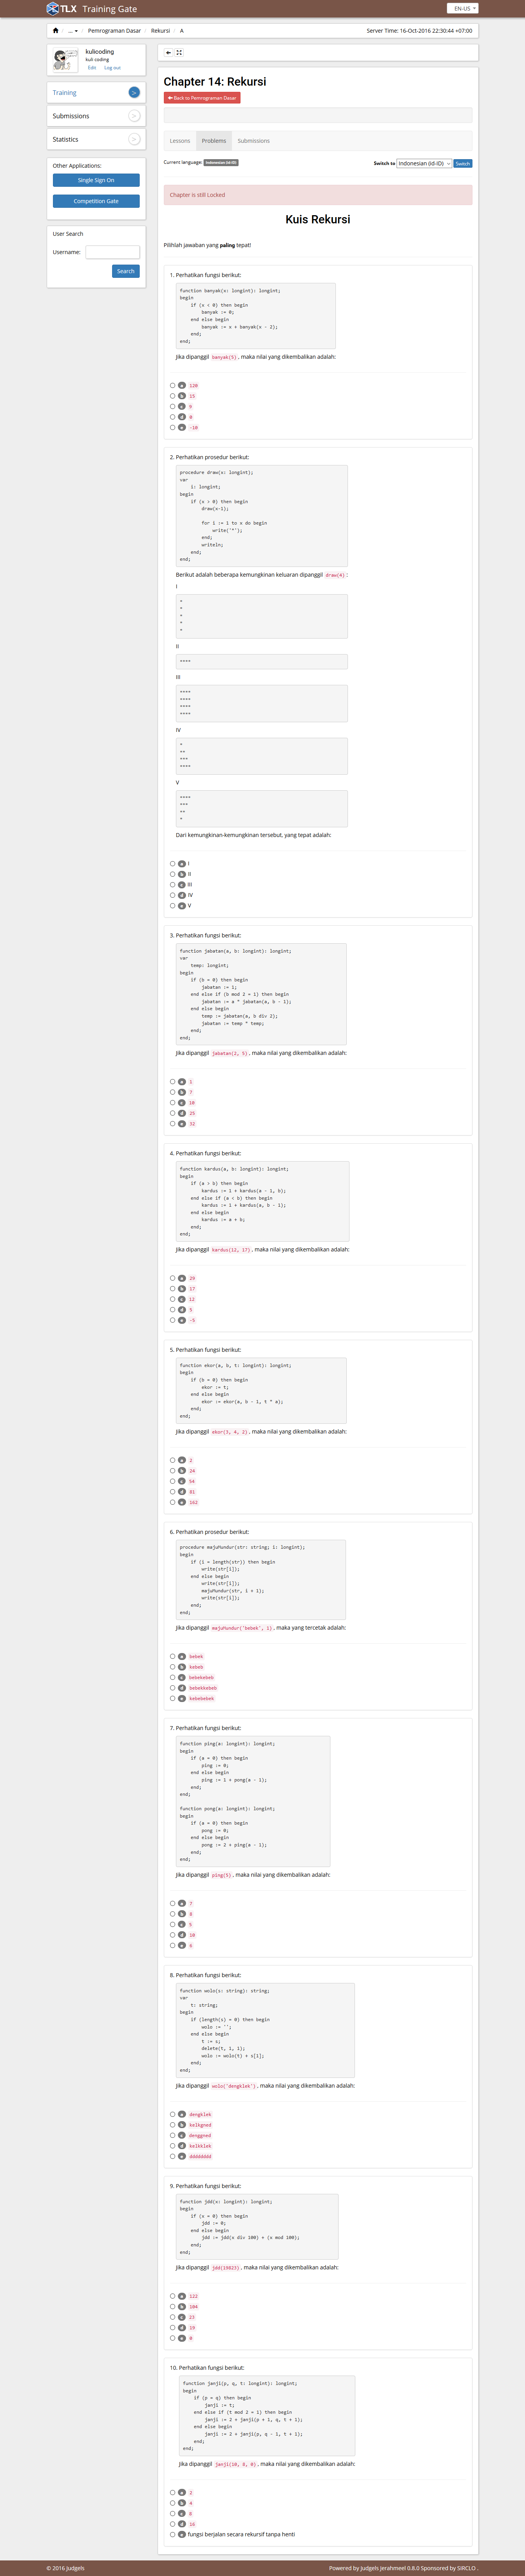 TLX Training Gate
EN-US
... Pemrograman Dasar Rekursi A
Server Time: 16-Oct-2016 22:30:44 +07:00
kulicoding
kuli coding
Edit Log out
Training
Submissions
Statistics
Other Applications:
Single Sign On
Competition Gate
User Search
Username:
Search
Chapter 14: Rekursi
Back to Pemrograman Dasar
Lessons Problems Submissions
Current language: Indonesian (id-ID)
Switch to Indonesian (id-ID) Switch
Chapter is still Locked
Kuis Rekursi
Pilihlah jawaban yang paling tepat!
1. Perhatikan fungsi berikut:
function banyak(x: longint): longint;
begin
    if (x < 0) then begin
        banyak := 0;
    end else begin
        banyak := x + banyak(x - 2);
    end;
end;
Jika dipanggil banyak(5), maka nilai yang dikembalikan adalah:
a 120
b 15
c 9
d 0
e -10
2. Perhatikan prosedur berikut:
procedure draw(x: longint);
var
    i: longint;
begin
    if (x > 0) then begin
        draw(x-1);
        for i := 1 to x do begin
            write('*');
        end;
        writeln;
    end;
end;
Berikut adalah beberapa kemungkinan keluaran dipanggil draw(4):
I
*
*
*
*
*
II
****
III
****
****
****
****
IV
*
**
***
****
V
****
***
**
*
Dari kemungkinan-kemungkinan tersebut, yang tepat adalah:
a I
b II
c III
d IV
e V
3. Perhatikan fungsi berikut:
function jabatan(a, b: longint): longint;
var
    temp: longint;
begin
    if (b = 0) then begin
        jabatan := 1;
    end else if (b mod 2 = 1) then begin
        jabatan := a * jabatan(a, b - 1);
    end else begin
        temp := jabatan(a, b div 2);
        jabatan := temp * temp;
    end;
end;
Jika dipanggil jabatan(2, 5), maka nilai yang dikembalikan adalah:
a 1
b 7
c 10
d 25
e 32
4. Perhatikan fungsi berikut:
function kardus(a, b: longint): longint;
begin
    if (a > b) then begin
        kardus := 1 + kardus(a - 1, b);
    end else if (a < b) then begin
        kardus := 1 + kardus(a, b - 1);
    end else begin
        kardus := a + b;
    end;
end;
Jika dipanggil kardus(12, 17), maka nilai yang dikembalikan adalah:
a 29
b 17
c 12
d 5
e -5
5. Perhatikan fungsi berikut:
function ekor(a, b, t: longint): longint;
begin
    if (b = 0) then begin
        ekor := t;
    end else begin
        ekor := ekor(a, b - 1, t * a);
    end;
end;
Jika dipanggil ekor(3, 4, 2), maka nilai yang dikembalikan adalah:
a 2
b 24
c 54
d 81
e 162
6. Perhatikan prosedur berikut:
procedure majuMundur(str: string; i: longint);
begin
    if (i = length(str)) then begin
        write(str[i]);
    end else begin
        write(str[i]);
        majuMundur(str, i + 1);
        write(str[i]);
    end;
end;
Jika dipanggil majuMundur('bebek', 1), maka yang tercetak adalah:
a bebek
b kebeb
c bebekebeb
d bebekkebeb
e kebebebek
7. Perhatikan fungsi berikut:
function ping(a: longint): longint;
begin
    if (a = 0) then begin
        ping := 0;
    end else begin
        ping := 1 + pong(a - 1);
    end;
end;
function pong(a: longint): longint;
begin
    if (a = 0) then begin
        pong := 0;
    end else begin
        pong := 2 + ping(a - 1);
    end;
end;
Jika dipanggil ping(5), maka nilai yang dikembalikan adalah:
a 7
b 8
c 5
d 10
e 6
8. Perhatikan fungsi berikut:
function wolo(s: string): string;
var
    t: string;
begin
    if (length(s) = 0) then begin
        wolo := '';
    end else begin
        t := s;
        delete(t, 1, 1);
        wolo := wolo(t) + s[1];
    end;
end;
Jika dipanggil wolo('dengklek'), maka nilai yang dikembalikan adalah:
a dengklek
b kelkgned
c denggned
d kelkklek
e dddddddd
9. Perhatikan fungsi berikut:
function jdd(x: longint): longint;
begin
    if (x = 0) then begin
        jdd := 0;
    end else begin
        jdd := jdd(x div 100) + (x mod 100);
    end;
end;
Jika dipanggil jdd(19823), maka nilai yang dikembalikan adalah:
a 122
b 104
c 23
d 19
e 0
10. Perhatikan fungsi berikut:
function janji(p, q, t: longint): longint;
begin
    if (p = q) then begin
        janji := t;
    end else if (t mod 2 = 1) then begin
        janji := 2 + janji(p + 1, q, t + 1);
    end else begin
        janji := 2 + janji(p, q - 1, t + 1);
    end;
end;
Jika dipanggil janji(10, 8, 0), maka nilai yang dikembalikan adalah:
a 2
b 4
c 8
d 16
e fungsi berjalan secara rekursif tanpa henti
© 2016 Judgels
Powered by Judgels Jerahmeel 0.8.0 Sponsored by SIRCLO .